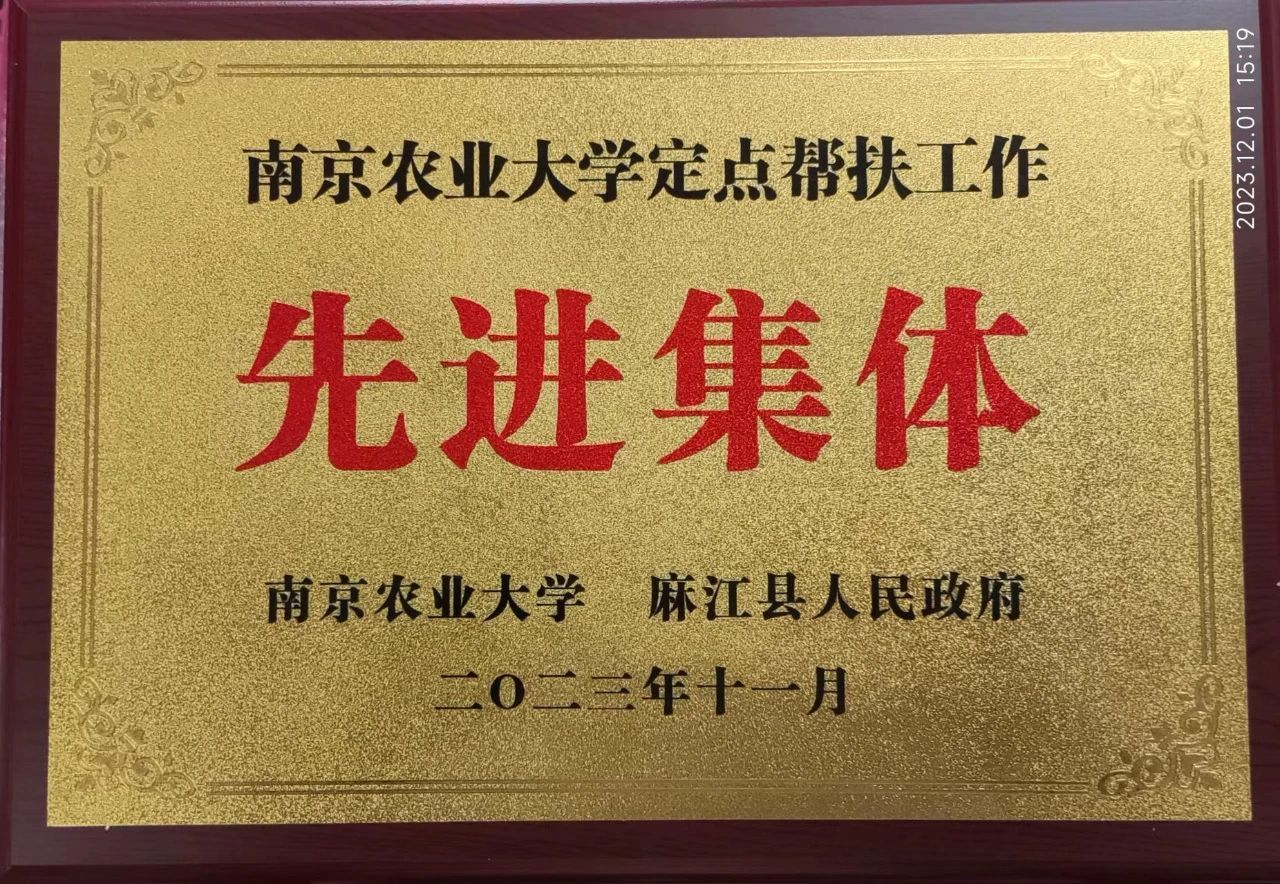 南京农业大学定点帮扶工作
先进集体
南京农业大学 麻江县人民政府
二O二三年十一月
2023.12.01 15:19